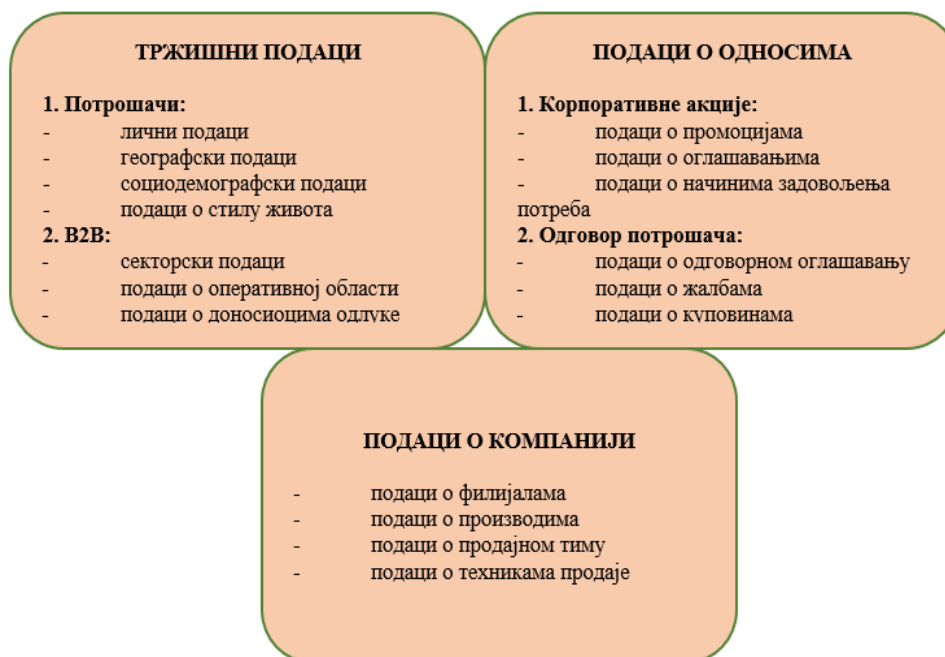 ТРЖИШНИ ПОДАЦИ
1. Потрошачи:
- лични подаци
- географски подаци
- социодемографски подаци
- подаци о стилу живота
2. B2B:
- секторски подаци
- подаци о оперативној области
- подаци о доносиоцима одлуке
ПОДАЦИ О ОДНОСИМА
1. Корпоративне акције:
- подаци о промоцијама
- подаци о оглашавањима
- подаци о начинима задовољења
потреба
2. Одговор потрошача:
- подаци о одговорном оглашавању
- подаци о жалбама
- подаци о куповинама
ПОДАЦИ О КОМПАНИЈИ
- подаци о филијалама
- подаци о производима
- подаци о продајном тиму
- подаци о техникама продаје